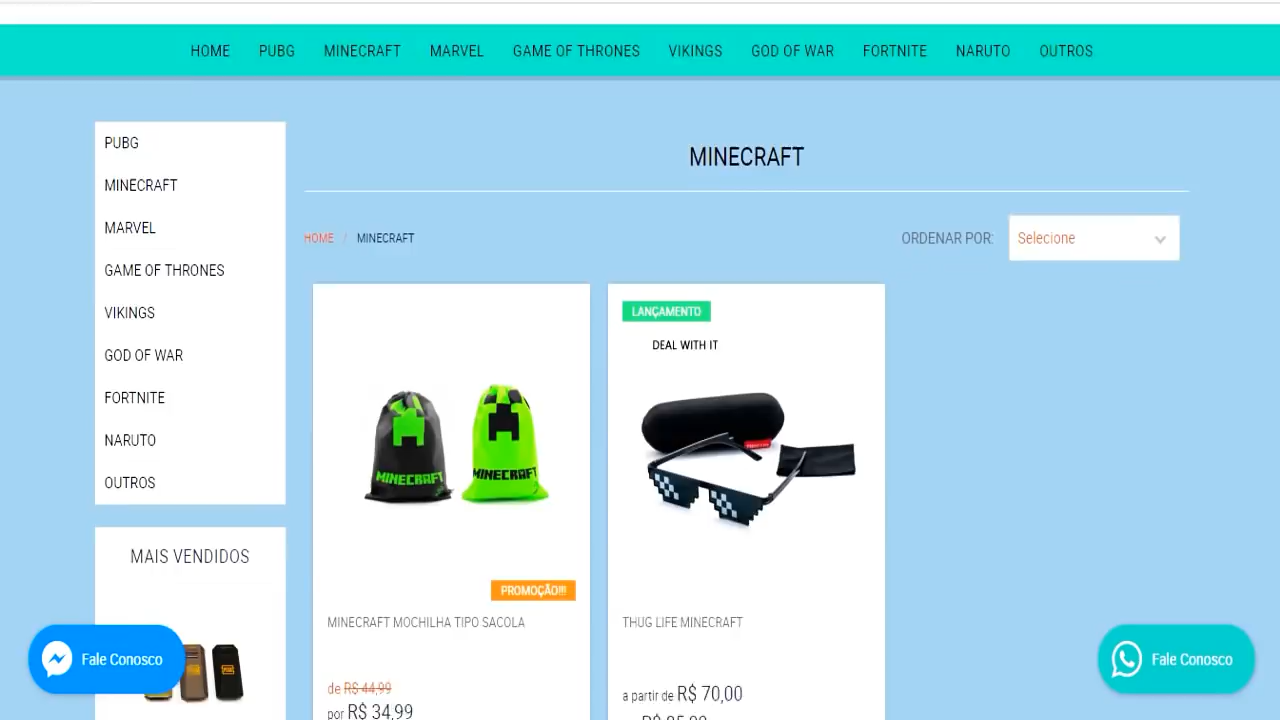 HOME PUBG MINECRAFT MARVEL GAME OF THRONES VIKINGS GOD OF WAR FORTNITE NARUTO OUTROS
PUBG
MINECRAFT
MARVEL
GAME OF THRONES
VIKINGS
GOD OF WAR
FORTNITE
NARUTO
OUTROS
MAIS VENDIDOS
Fale Conosco
MINECRAFT
HOME / MINECRAFT
ORDENAR POR: Selecione
MINECRAFT
MINECRAFT
PROMOÇÃO!!!
MINECRAFT MOCHILHA TIPO SACOLA
de R$ 44,99
por R$ 34,99
LANÇAMENTO
DEAL WITH IT
THUG LIFE MINECRAFT
a partir de R$ 70,00
Fale Conosco